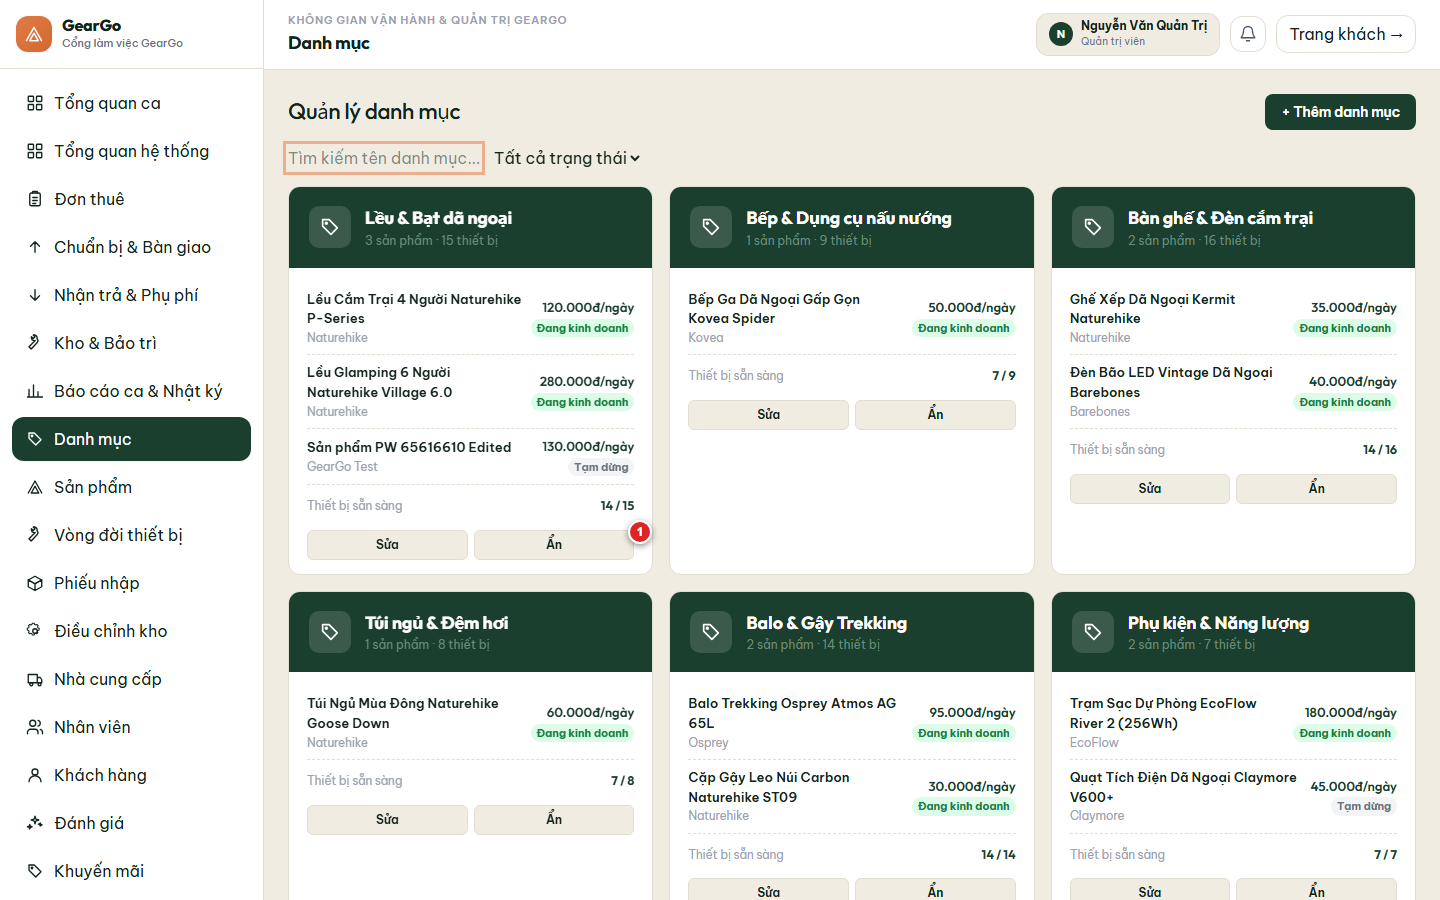 GearGo
Cổng làm việc GearGo
KHÔNG GIAN VẬN HÀNH & QUẢN TRỊ GEARGO
Danh mục
N
Nguyễn Văn Quản Trị
Quản trị viên
Trang khách →
Tổng quan ca
Tổng quan hệ thống
Đơn thuê
Chuẩn bị & Bàn giao
Nhận trả & Phụ phí
Kho & Bảo trì
Báo cáo ca & Nhật ký
Danh mục
Sản phẩm
Vòng đời thiết bị
Phiếu nhập
Điều chỉnh kho
Nhà cung cấp
Nhân viên
Khách hàng
Đánh giá
Khuyến mãi
Quản lý danh mục
+ Thêm danh mục
Tìm kiếm tên danh mục...
Tất cả trạng thái
Lều & Bạt dã ngoại
3 sản phẩm · 15 thiết bị
Lều Cắm Trại 4 Người Naturehike
P-Series
Naturehike
120.000đ/ngày
Đang kinh doanh
Lều Glamping 6 Người
Naturehike Village 6.0
Naturehike
280.000đ/ngày
Đang kinh doanh
Sản phẩm PW 65616610 Edited
GearGo Test
130.000đ/ngày
Tạm dừng
Thiết bị sẵn sàng
14 / 15
Sửa
Ẩn
1
Bếp & Dụng cụ nấu nướng
1 sản phẩm · 9 thiết bị
Bếp Ga Dã Ngoại Gấp Gọn
Kovea Spider
Kovea
50.000đ/ngày
Đang kinh doanh
Thiết bị sẵn sàng
7 / 9
Sửa
Ẩn
Bàn ghế & Đèn cắm trại
2 sản phẩm · 16 thiết bị
Ghế Xếp Dã Ngoại Kermit
Naturehike
Naturehike
35.000đ/ngày
Đang kinh doanh
Đèn Bão LED Vintage Dã Ngoại
Barebones
Barebones
40.000đ/ngày
Đang kinh doanh
Thiết bị sẵn sàng
14 / 16
Sửa
Ẩn
Túi ngủ & Đệm hơi
1 sản phẩm · 8 thiết bị
Túi Ngủ Mùa Đông Naturehike
Goose Down
Naturehike
60.000đ/ngày
Đang kinh doanh
Thiết bị sẵn sàng
7 / 8
Sửa
Ẩn
Balo & Gậy Trekking
2 sản phẩm · 14 thiết bị
Balo Trekking Osprey Atmos AG
65L
Osprey
95.000đ/ngày
Đang kinh doanh
Cặp Gậy Leo Núi Carbon
Naturehike ST09
Naturehike
30.000đ/ngày
Đang kinh doanh
Thiết bị sẵn sàng
14 / 14
Sửa
Ẩn
Phụ kiện & Năng lượng
2 sản phẩm · 7 thiết bị
Trạm Sạc Dự Phòng EcoFlow
River 2 (256Wh)
EcoFlow
180.000đ/ngày
Đang kinh doanh
Quạt Tích Điện Dã Ngoại Claymore
V600+
Claymore
45.000đ/ngày
Tạm dừng
Thiết bị sẵn sàng
7 / 7
Sửa
Ẩn